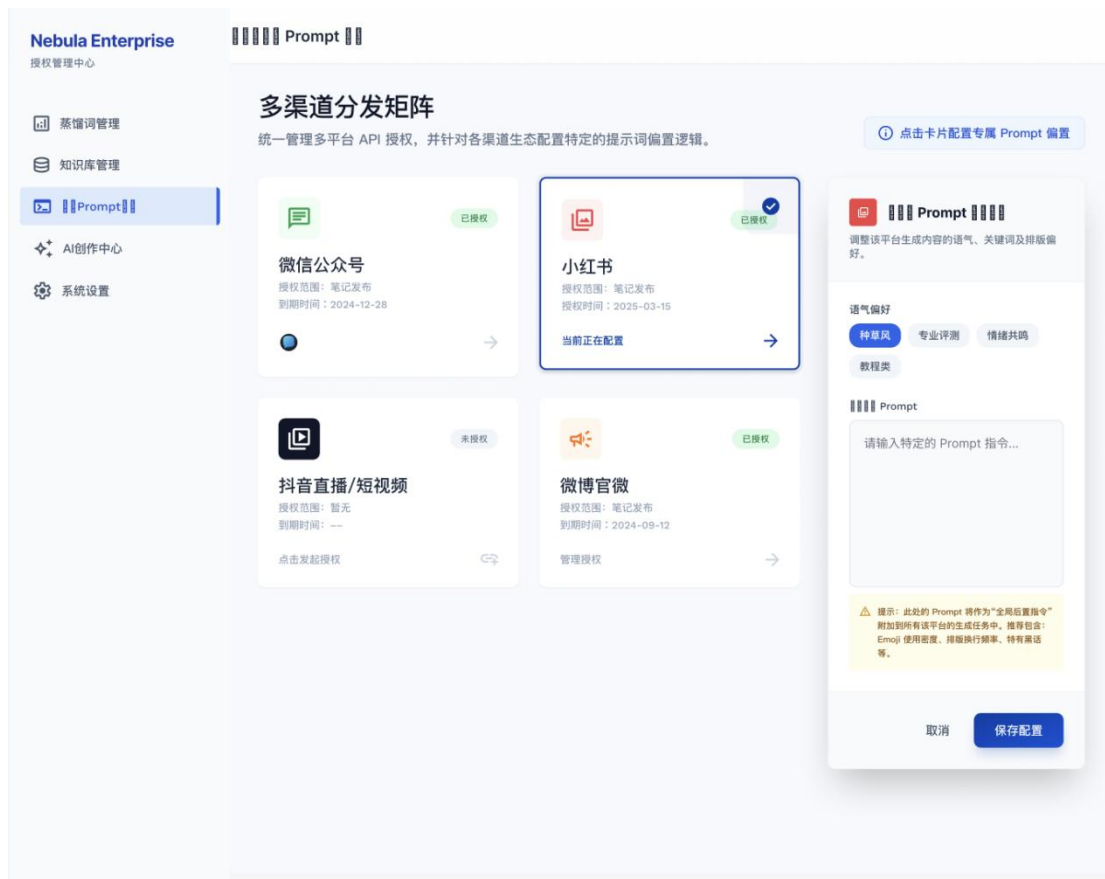 Nebula Enterprise
授权管理中心
蒸馏词管理
知识库管理
Prompt
AI创作中心
系统设置
Prompt
多渠道分发矩阵
统一管理多平台 API 授权，并针对各渠道生态配置特定的提示词偏置逻辑。
点击卡片配置专属 Prompt 偏置
已授权
微信公众号
授权范围：笔记发布
到期时间：2024-12-28
已授权
小红书
授权范围：笔记发布
授权时间：2025-03-15
当前正在配置
未授权
抖音直播/短视频
授权范围：暂无
到期时间：--
点击发起授权
已授权
微博官微
授权范围：笔记发布
到期时间：2024-09-12
管理授权
Prompt
调整该平台生成内容的语气、关键词及排版偏
好。
语气偏好
种草风 专业评测 情绪共鸣
教程类
Prompt
请输入特定的 Prompt 指令...
提示：此处的 Prompt 将作为“全局后置指令”
附加到所有该平台的生成任务中。推荐包含：
Emoji 使用密度、排版换行频率、特有黑话
等。
取消 保存配置